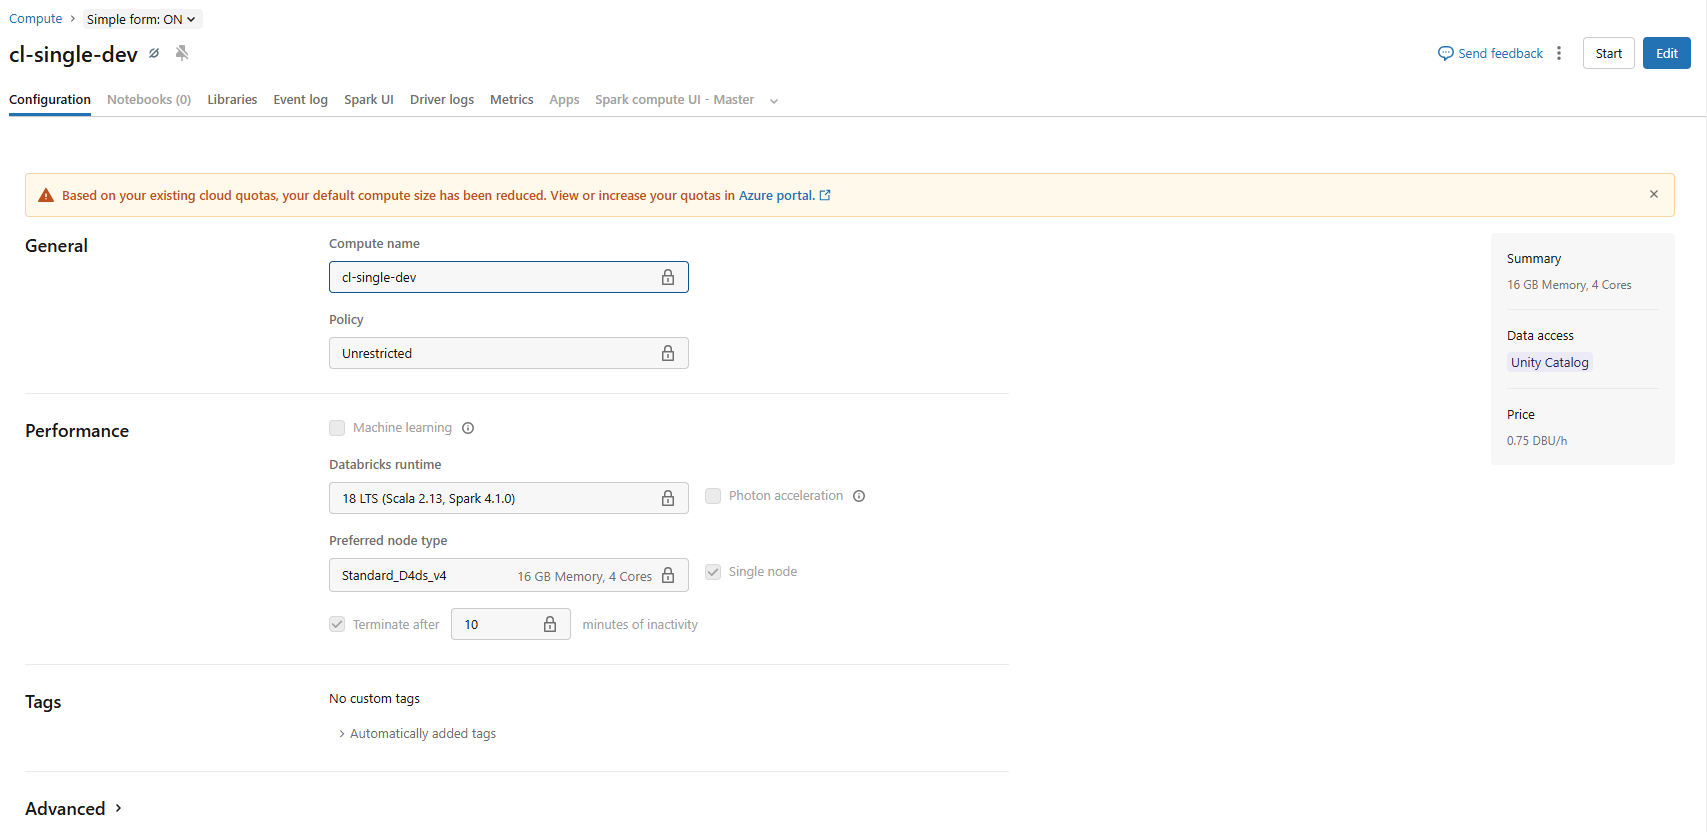 Compute > Simple form: ON
cl-single-dev
Send feedback
Start
Edit
Configuration Notebooks (0) Libraries Event log Spark UI Driver logs Metrics Apps Spark compute UI - Master
Based on your existing cloud quotas, your default compute size has been reduced. View or increase your quotas in Azure portal.
General
Compute name
cl-single-dev
Policy
Unrestricted
Performance
Machine learning
Databricks runtime
18 LTS (Scala 2.13, Spark 4.1.0)
Photon acceleration
Preferred node type
Standard_D4ds_v4 16 GB Memory, 4 Cores
Single node
Terminate after 10 minutes of inactivity
Tags
No custom tags
Automatically added tags
Advanced
Summary
16 GB Memory, 4 Cores
Data access
Unity Catalog
Price
0.75 DBU/h